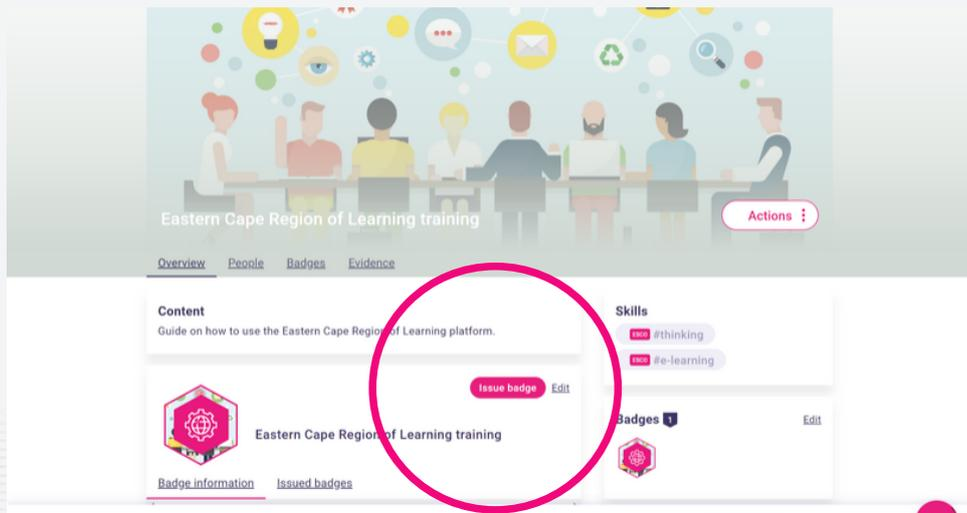 Eastern Cape Region of Learning training
Actions
Overview People Badges Evidence
Content
Guide on how to use the Eastern Cape Region of Learning platform.
Issue badge Edit
Eastern Cape Region of Learning training
Badge information Issued badges
Skills
ESCO #thinking
ESCO #e-learning
Badges 1 Edit